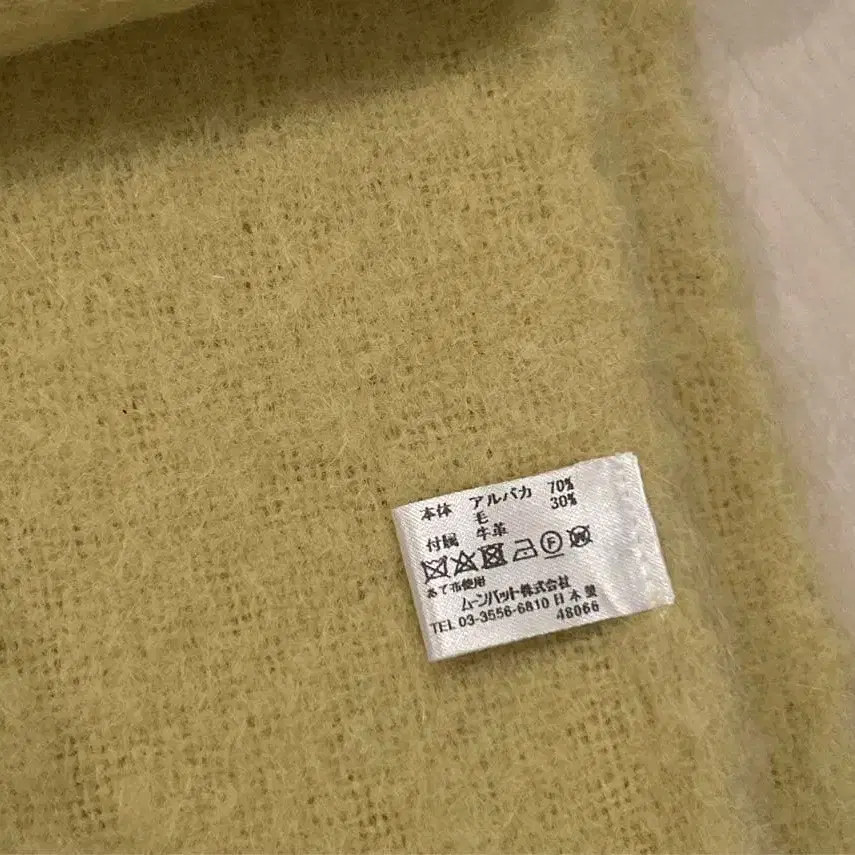 本体 アルパカ 70%
毛 30%
付属 牛革
あて布使用
ムーンバット株式会社
TEL 03-3556-6810 日本製
48066